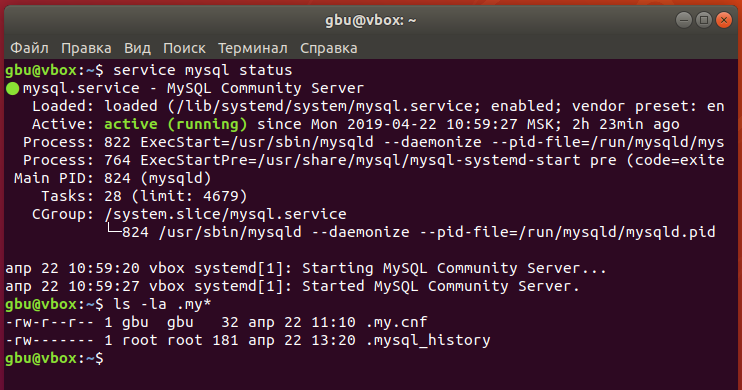 gbu@vbox: ~
Файл Правка Вид Поиск Терминал Справка
gbu@vbox:~$ service mysql status
● mysql.service - MySQL Community Server
   Loaded: loaded (/lib/systemd/system/mysql.service; enabled; vendor preset: en
   Active: active (running) since Mon 2019-04-22 10:59:27 MSK; 2h 23min ago
  Process: 822 ExecStart=/usr/sbin/mysqld --daemonize --pid-file=/run/mysqld/mys
  Process: 764 ExecStartPre=/usr/share/mysql/mysql-systemd-start pre (code=exite
 Main PID: 824 (mysqld)
    Tasks: 28 (limit: 4679)
   CGroup: /system.slice/mysql.service
           └─824 /usr/sbin/mysqld --daemonize --pid-file=/run/mysqld/mysqld.pid
апр 22 10:59:20 vbox systemd[1]: Starting MySQL Community Server...
апр 22 10:59:27 vbox systemd[1]: Started MySQL Community Server.
gbu@vbox:~$ ls -la .my*
-rw-r--r-- 1 gbu  gbu   32 апр 22 11:10 .my.cnf
-rw------- 1 root root 181 апр 22 13:20 .mysql_history
gbu@vbox:~$